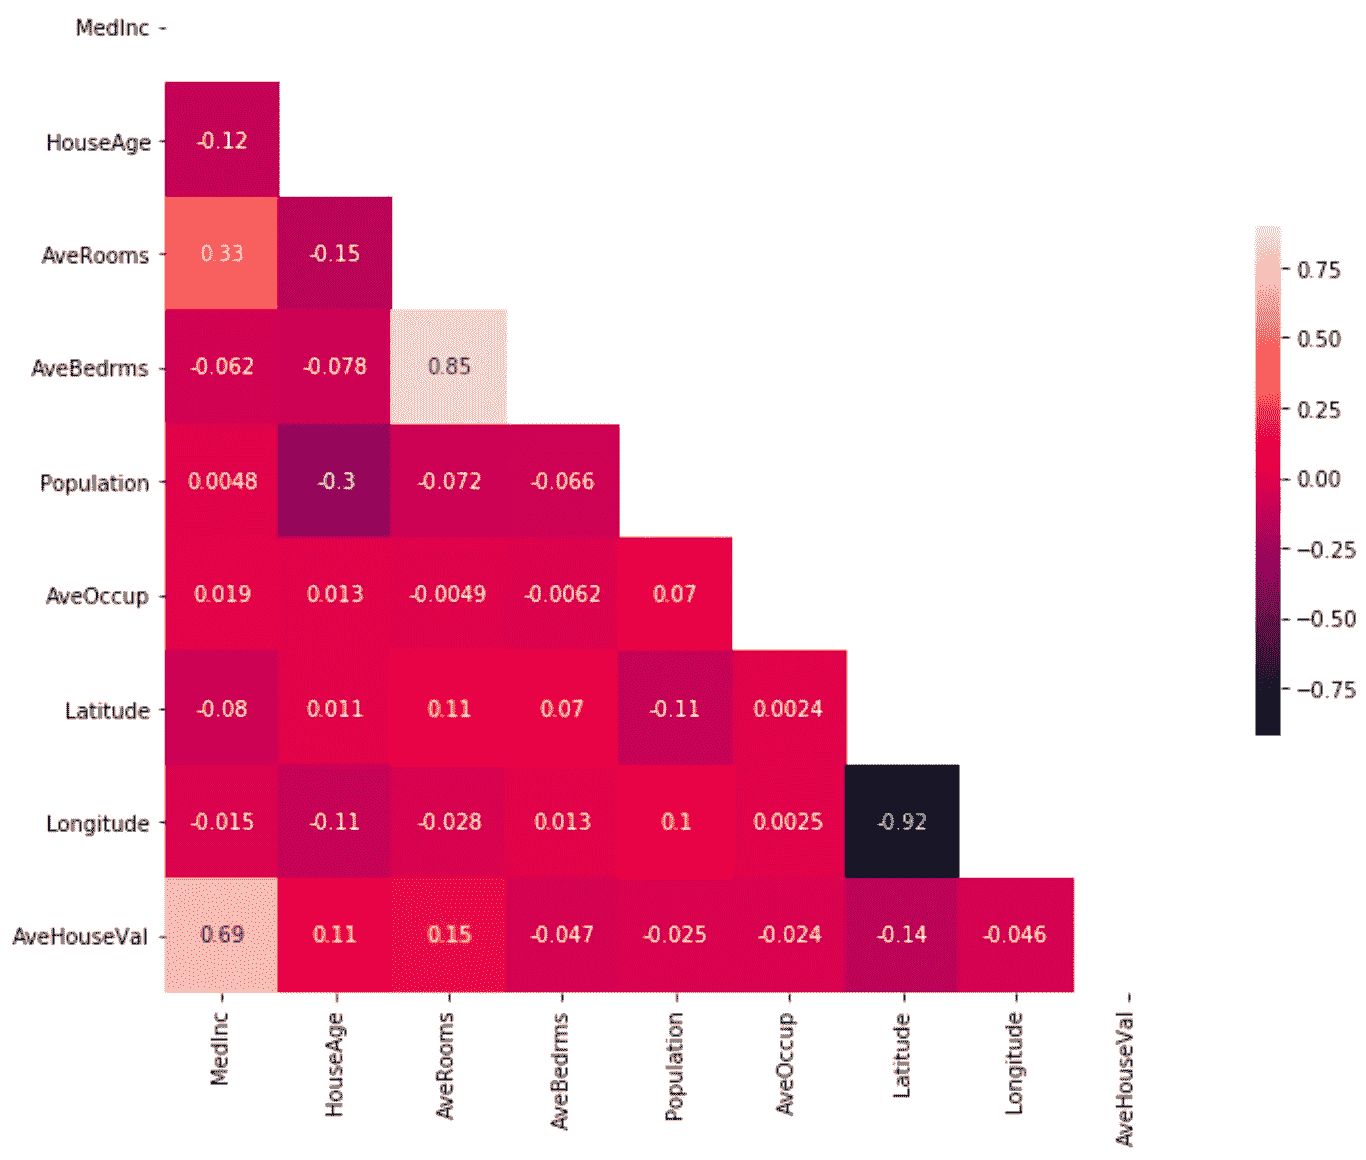 MedInc
HouseAge -0.12
AveRooms 0.33 -0.15
AveBedrms -0.062 -0.078 0.85
Population 0.0048 -0.3 -0.072 -0.066
AveOccup 0.019 0.013 -0.0049 -0.0062 0.07
Latitude -0.08 0.011 0.11 0.07 -0.11 0.0024
Longitude -0.015 -0.11 -0.028 0.013 0.1 0.0025 -0.92
AveHouseVal 0.69 0.11 0.15 -0.047 -0.025 -0.024 -0.14 -0.046
MedInc HouseAge AveRooms AveBedrms Population AveOccup Latitude Longitude AveHouseVal
0.75
0.50
0.25
0.00
−0.25
−0.50
−0.75